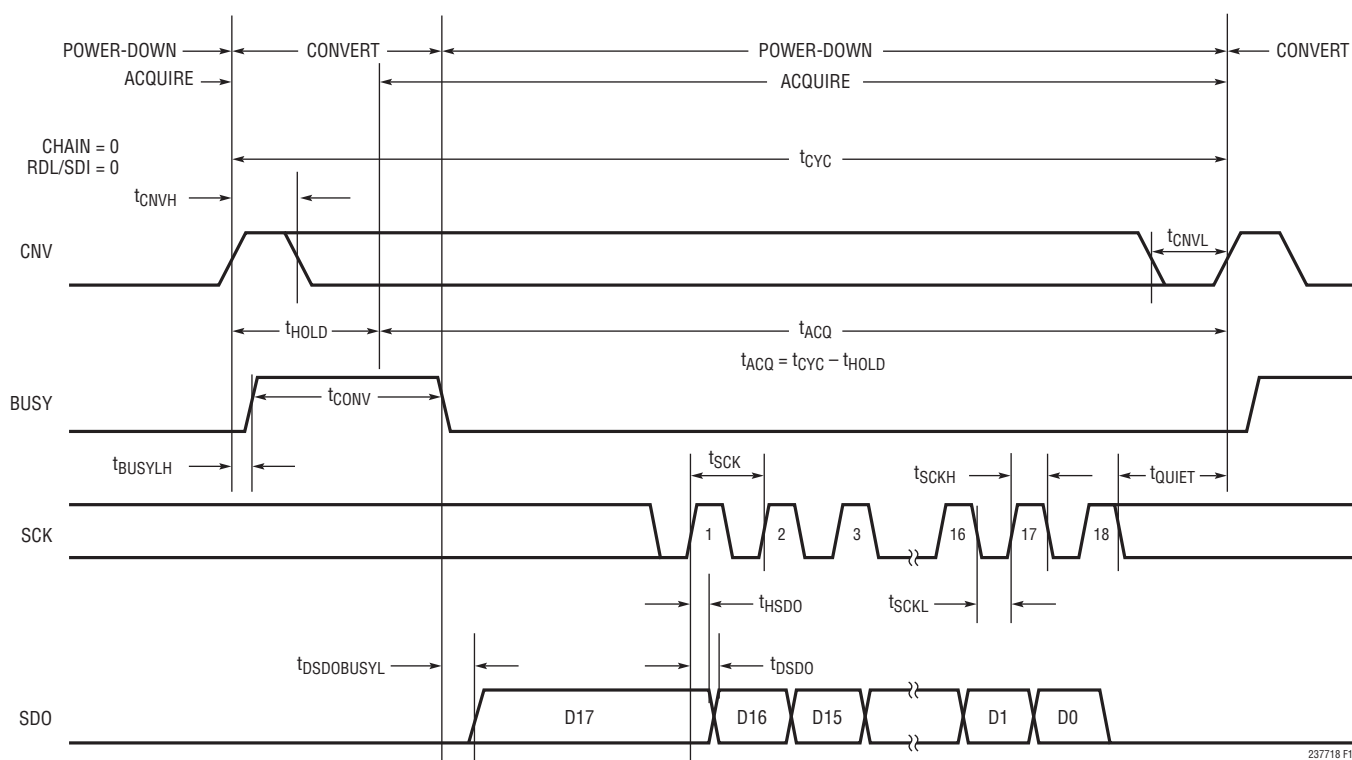 POWER-DOWN CONVERT POWER-DOWN CONVERT
ACQUIRE ACQUIRE
CHAIN = 0
RDL/SDI = 0
tCYC
tCNVH
CNV
tCNVL
tHOLD tACQ
tACQ = tCYC – tHOLD
BUSY
tCONV
tBUSYLH
tSCK
tSCKH
tQUIET
SCK
1 2 3 16 17 18
tHSDO
tSCKL
tDSDOBUSYL
tDSDO
SDO
D17 D16 D15 D1 D0
237718 F1